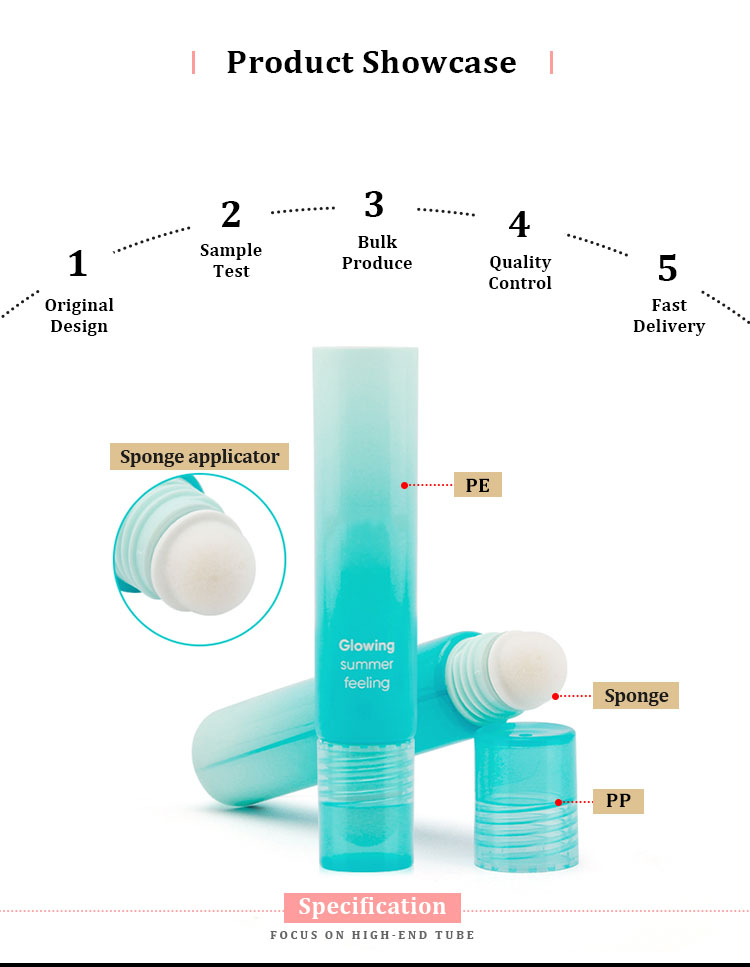 Product Showcase
1
Original
Design
2
Sample
Test
3
Bulk
Produce
4
Quality
Control
5
Fast
Delivery
Sponge applicator
PE
Glowing
summer
feeling
Sponge
PP
Specification
FOCUS ON HIGH-END TUBE